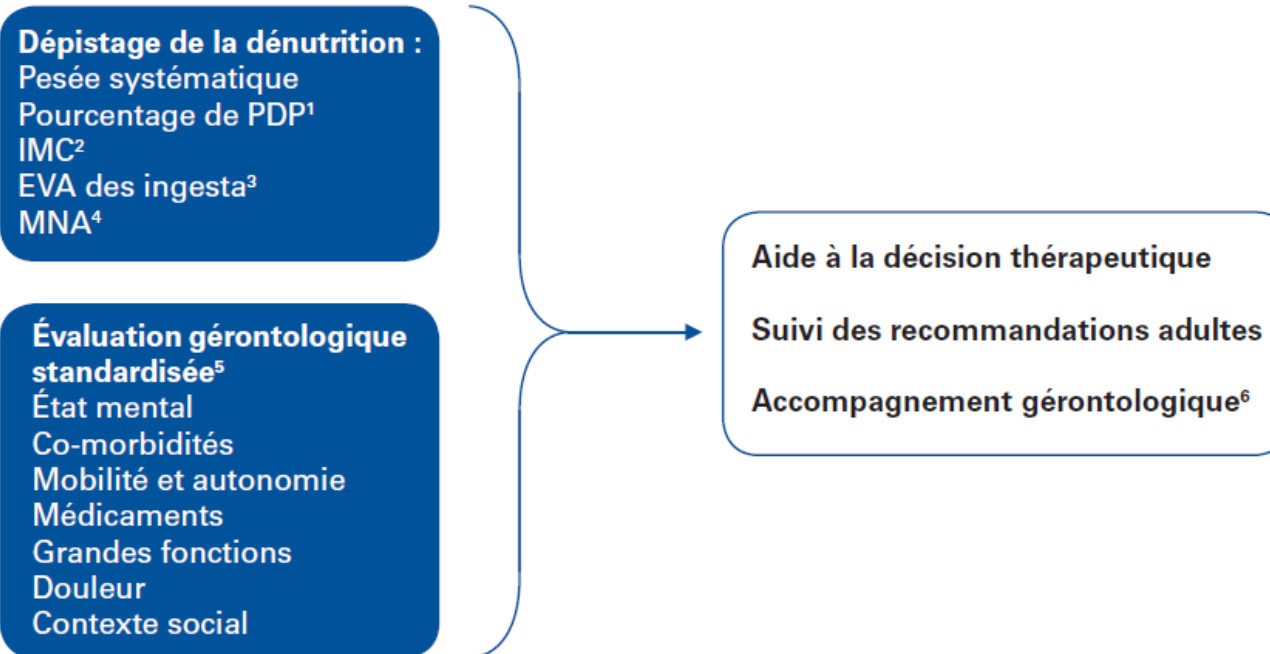 Dépistage de la dénutrition :
Pesée systématique
Pourcentage de PDP¹
IMC²
EVA des ingesta³
MNA⁴
Évaluation gérontologique
standardisée⁵
État mental
Co-morbidités
Mobilité et autonomie
Médicaments
Grandes fonctions
Douleur
Contexte social
Aide à la décision thérapeutique
Suivi des recommandations adultes
Accompagnement gérontologique⁶